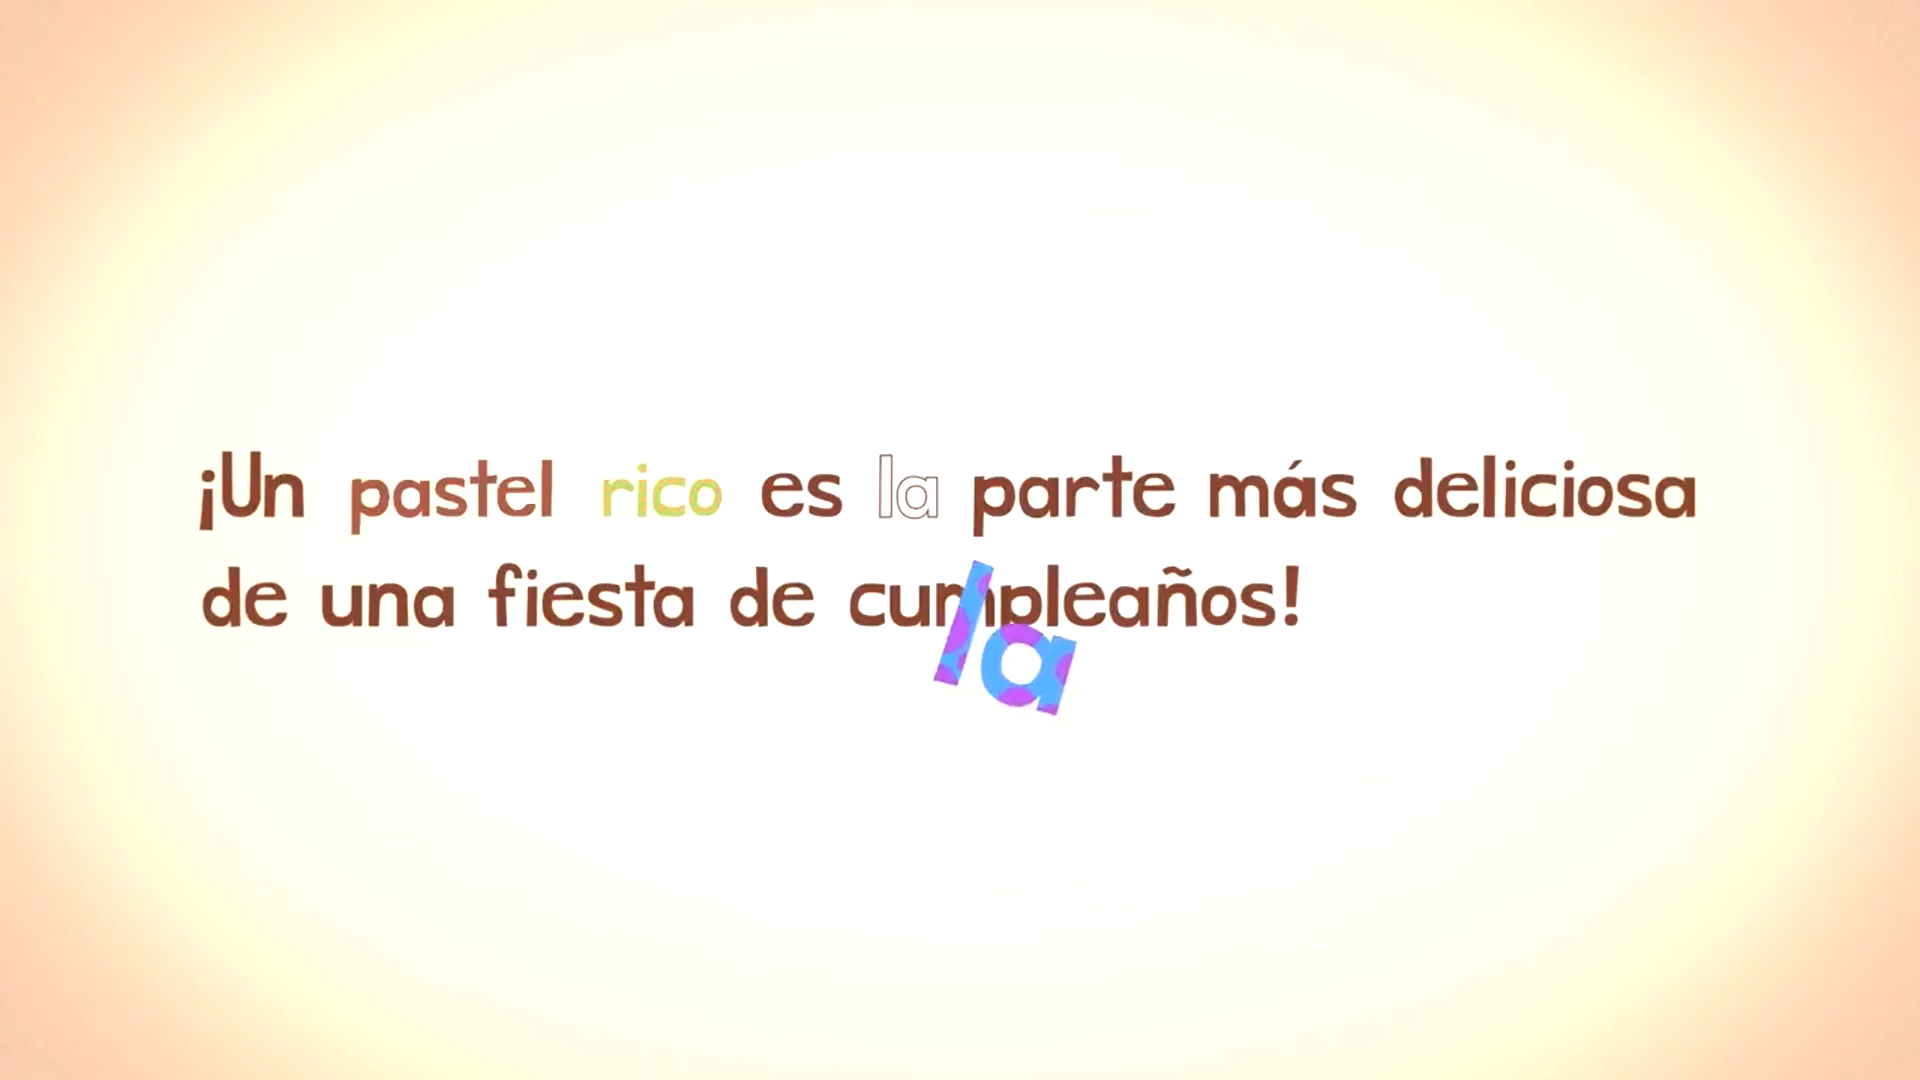 ¡Un pastel rico es la parte más deliciosa
de una fiesta de cumpleaños!
la